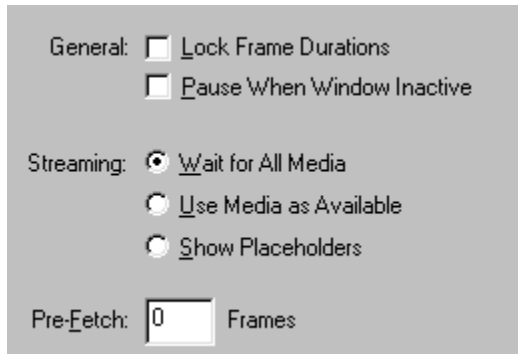 General: Lock Frame Durations
Pause When Window Inactive
Streaming: Wait for All Media
Use Media as Available
Show Placeholders
Pre-Fetch: 0 Frames